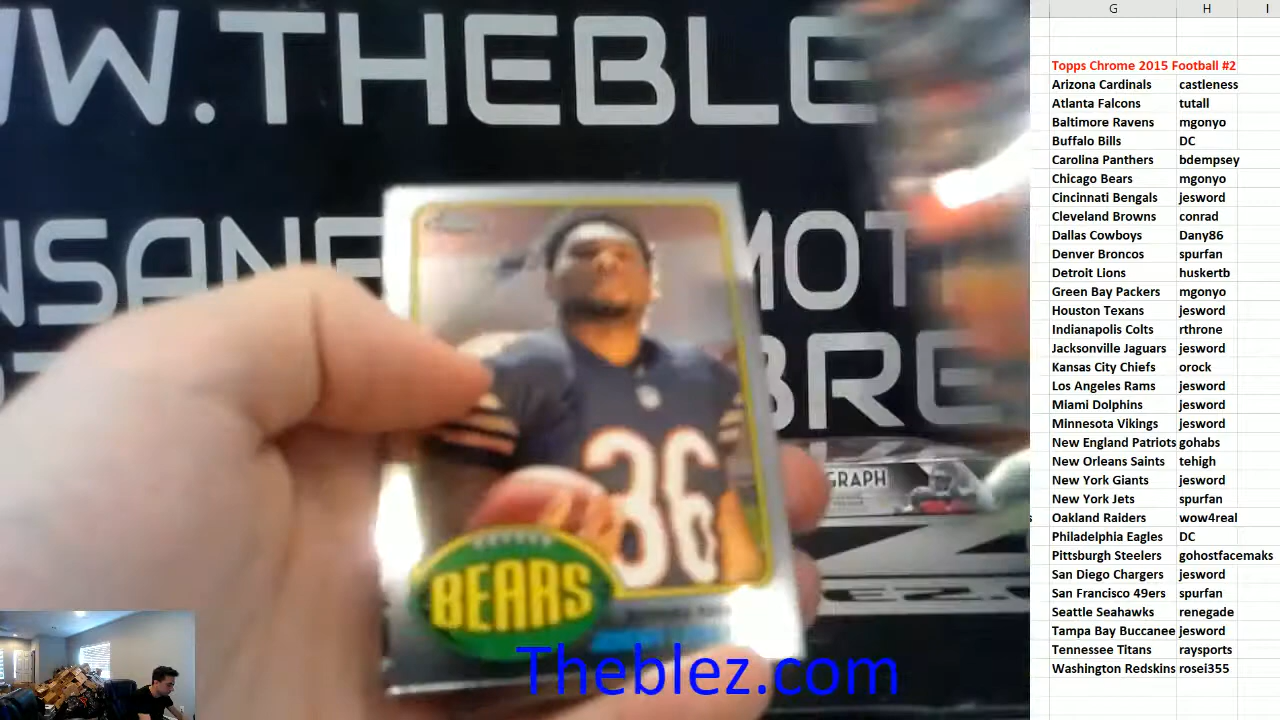 WW.THEBLE
NSANE
MOT
BRE
GRAPH
36
BEARS
Theblez.com
G H I
Topps Chrome 2015 Football #2
Arizona Cardinals castleness
Atlanta Falcons tutall
Baltimore Ravens mgonyo
Buffalo Bills DC
Carolina Panthers bdempsey
Chicago Bears mgonyo
Cincinnati Bengals jesword
Cleveland Browns conrad
Dallas Cowboys Dany86
Denver Broncos spurfan
Detroit Lions huskertb
Green Bay Packers mgonyo
Houston Texans jesword
Indianapolis Colts rthrone
Jacksonville Jaguars jesword
Kansas City Chiefs orock
Los Angeles Rams jesword
Miami Dolphins jesword
Minnesota Vikings jesword
New England Patriots gohabs
New Orleans Saints tehigh
New York Giants jesword
New York Jets spurfan
Oakland Raiders wow4real
Philadelphia Eagles DC
Pittsburgh Steelers gohostfacemaks
San Diego Chargers jesword
San Francisco 49ers spurfan
Seattle Seahawks renegade
Tampa Bay Buccanee jesword
Tennessee Titans raysports
Washington Redskins rosei355